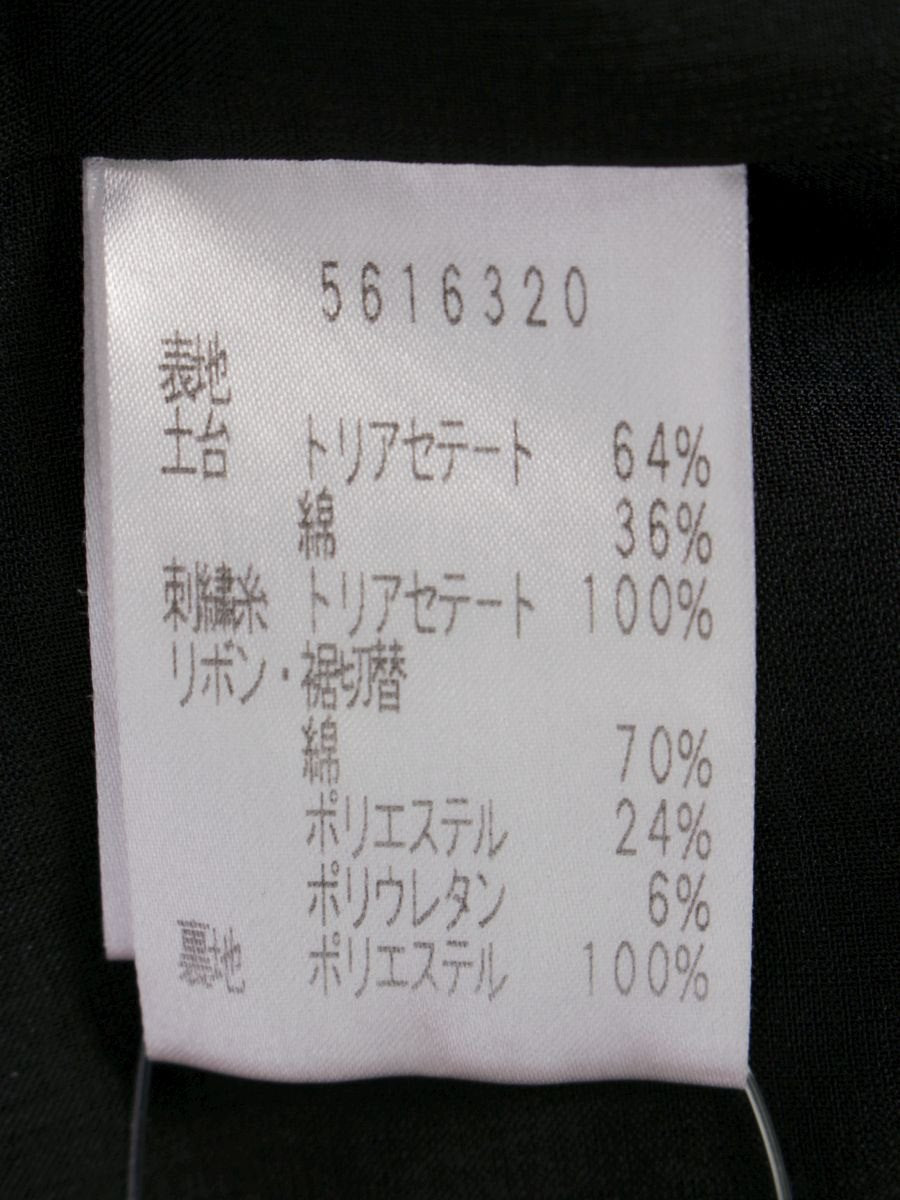 5616320
表地
土台 トリアセテート 64%
綿 36%
刺繍糸 トリアセテート 100%
リボン・裾切替
綿 70%
ポリエステル 24%
ポリウレタン 6%
裏地 ポリエステル 100%